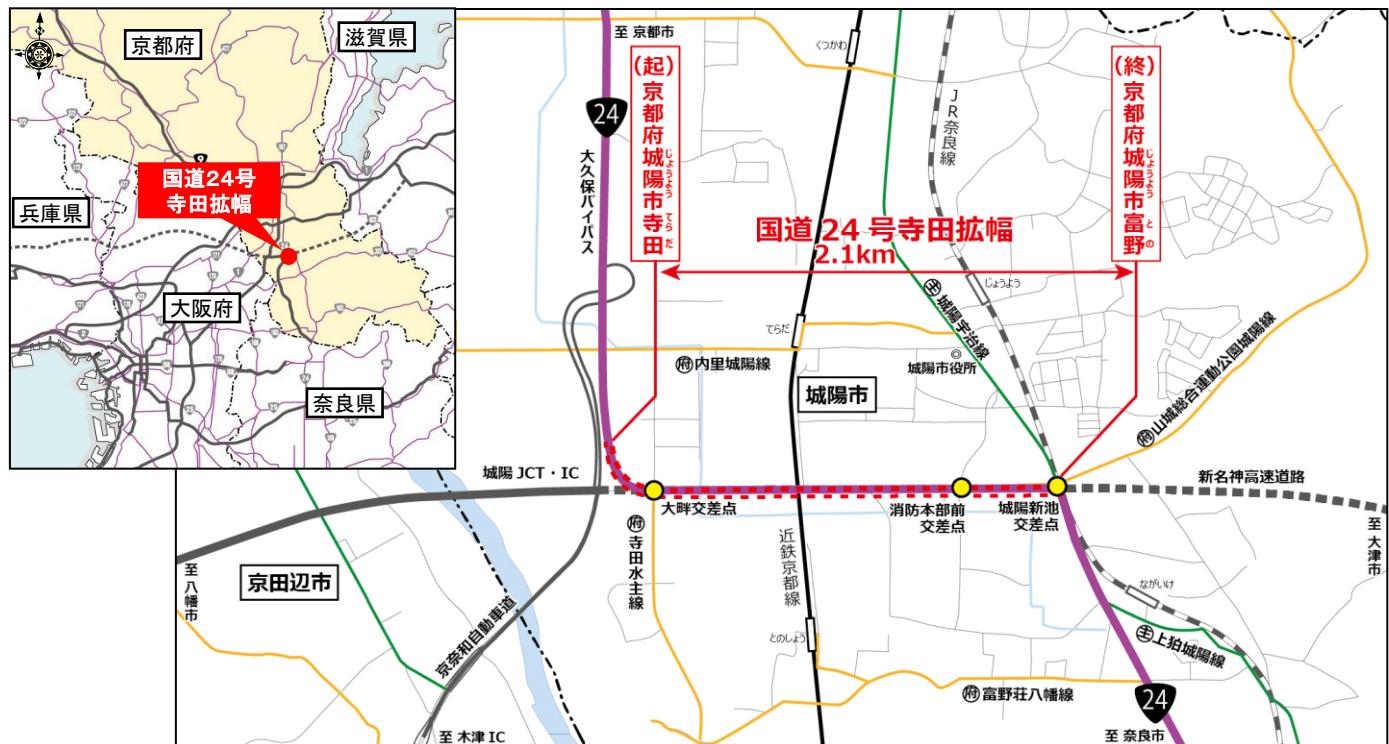 京都府
滋賀県
兵庫県
国道24号
寺田拡幅
大阪府
奈良県
9
至 京都市
24
大久保バイパス
(起)京都府城陽市寺田
じょうよう
てらだ
くつかわ
JR奈良線
(終)京都府城陽市富野
じょうよう
との
国道 24 号寺田拡幅
2.1km
じょうよう
主 城陽宇治線
てらだ
府 内里城陽線
城陽市役所
城陽市
府 山城総合運動公園城陽線
城陽 JCT・IC
新名神高速道路
大畔交差点
消防本部前
交差点
城陽新池
交差点
至 大津市
至 八幡市
京田辺市
府 寺田水主線
近鉄京都線
京奈和自動車道
ながいけ
とのしょう
主 上狛城陽線
府 富野荘八幡線
24
至 木津 IC
至 奈良市